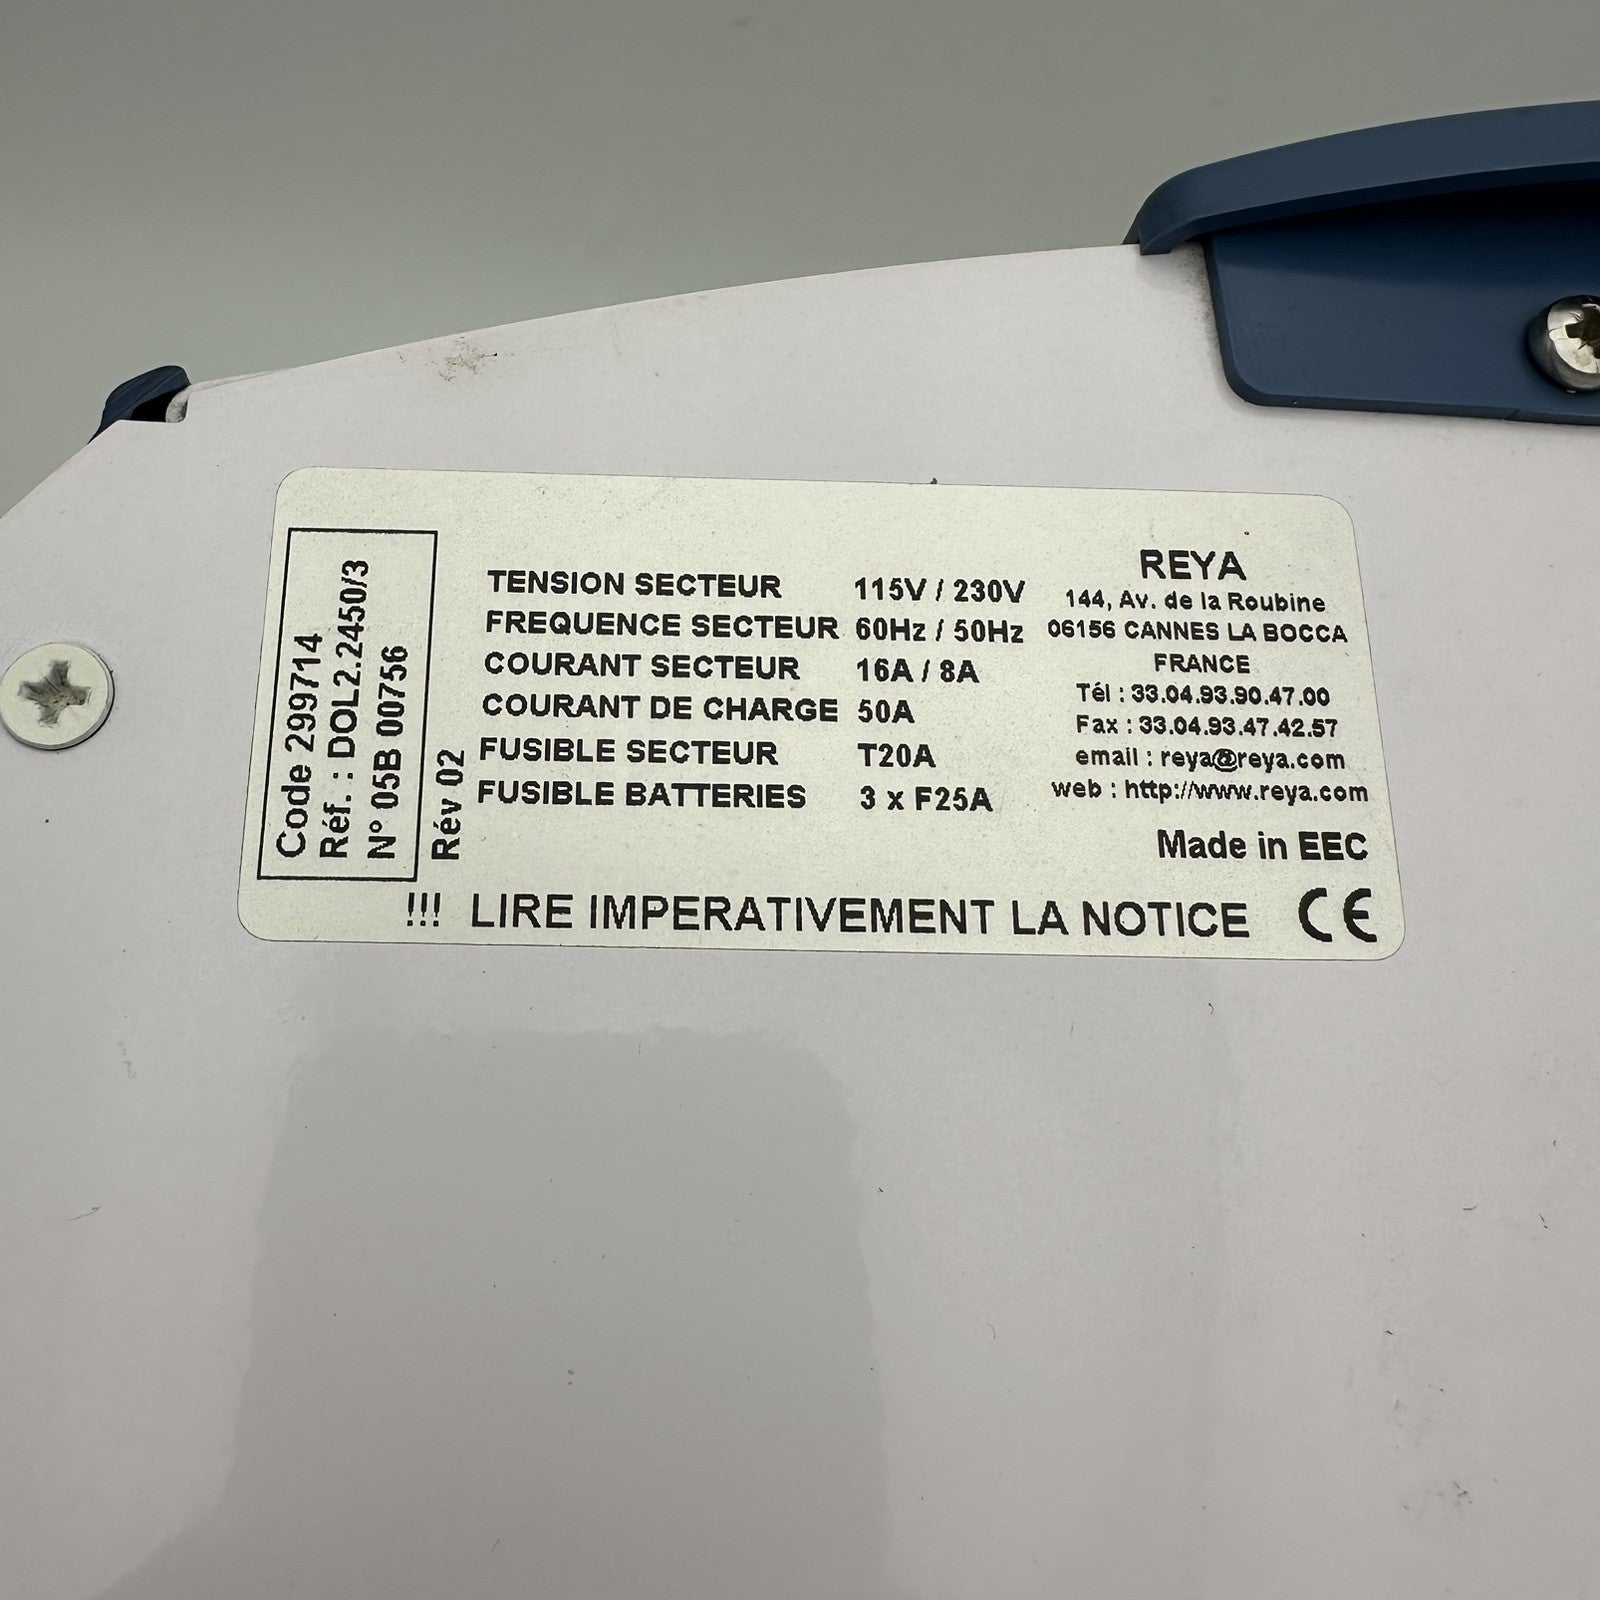 Code 299714
Réf. : DOL2.2450/3
N° 05B 00756
Rév 02
TENSION SECTEUR 115V / 230V
FREQUENCE SECTEUR 60Hz / 50Hz
COURANT SECTEUR 16A / 8A
COURANT DE CHARGE 50A
FUSIBLE SECTEUR T20A
FUSIBLE BATTERIES 3 x F25A
REYA
144, Av. de la Roubine
06156 CANNES LA BOCCA
FRANCE
Tél : 33.04.93.90.47.00
Fax : 33.04.93.47.42.57
email : reya@reya.com
web : http://www.reya.com
Made in EEC
!!! LIRE IMPERATIVEMENT LA NOTICE CE